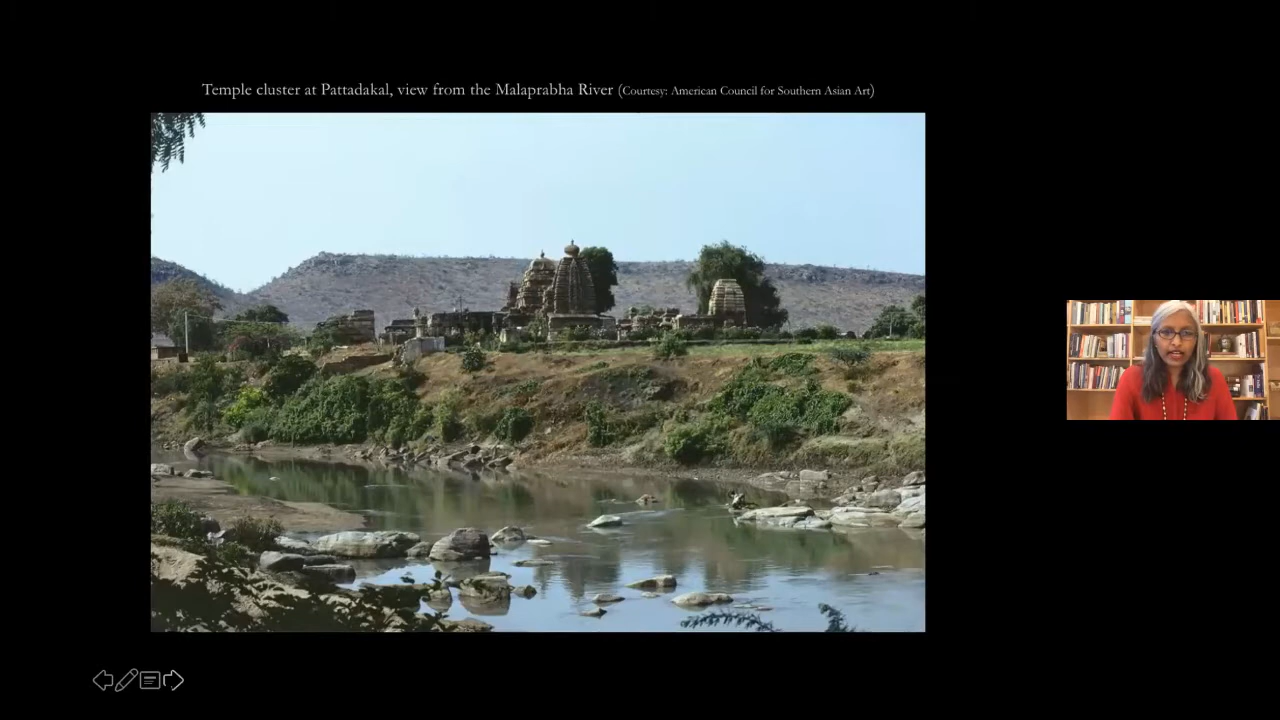 Temple cluster at Pattadakal, view from the Malaprabha River (Courtesy: American Council for Southern Asian Art)